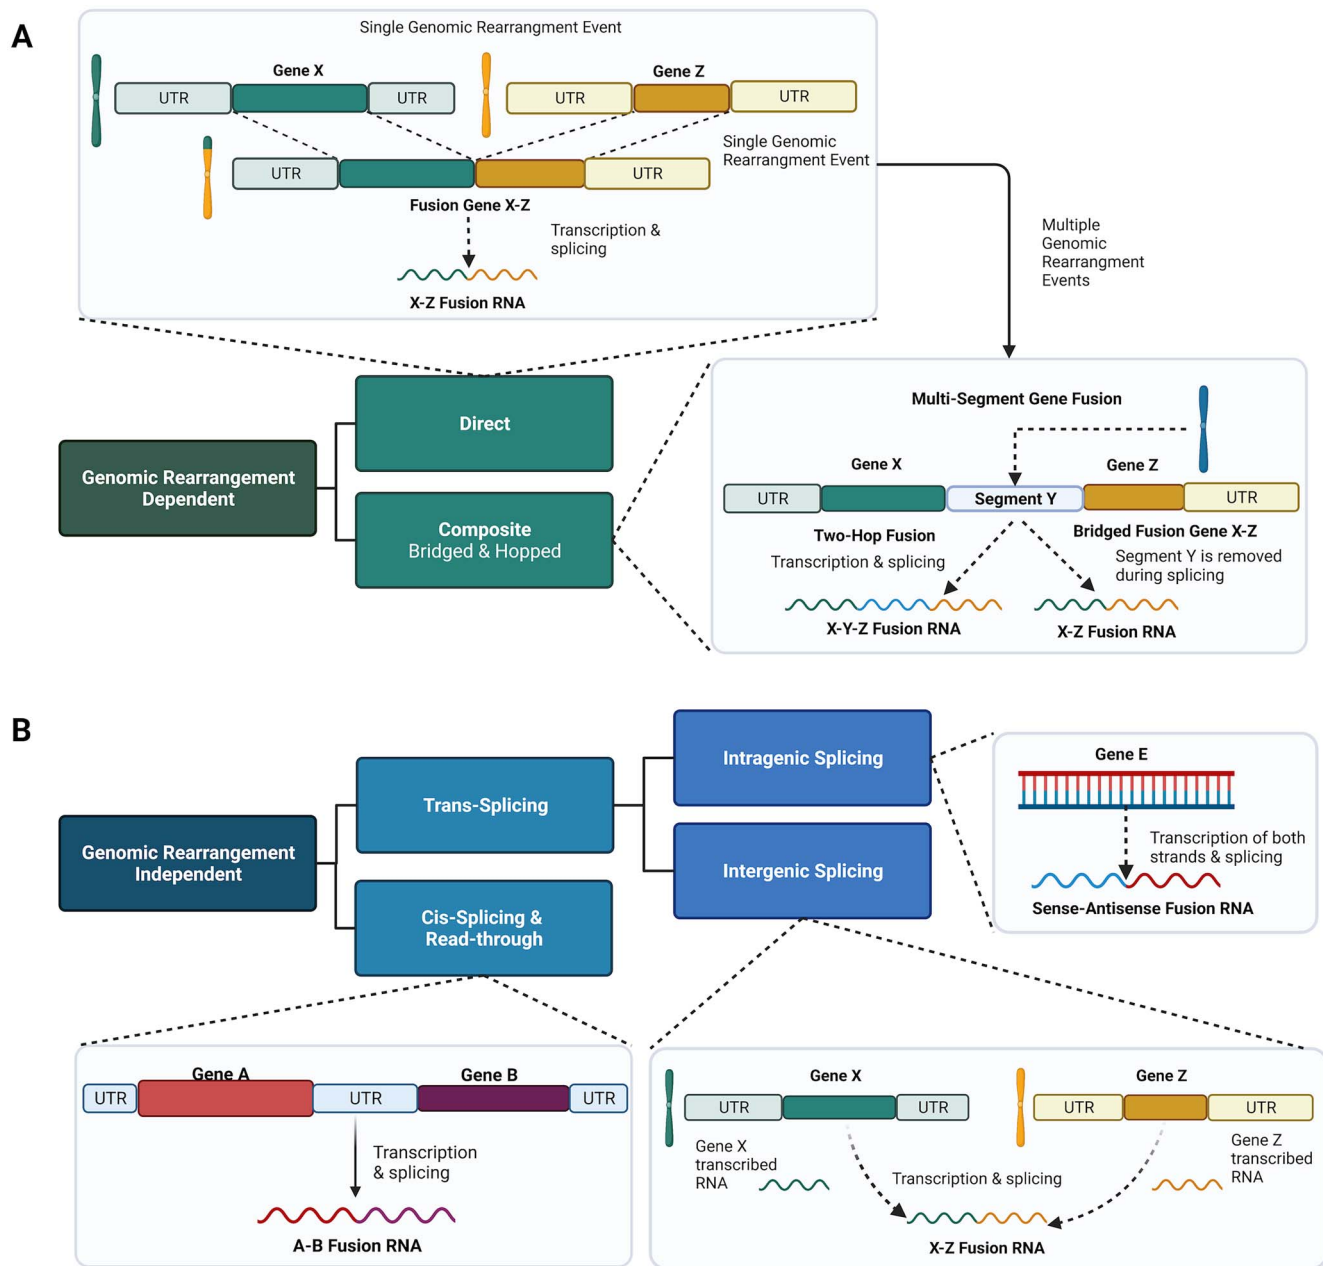 A
Single Genomic Rearrangment Event
Gene X
Gene Z
UTR
UTR
UTR
UTR
Single Genomic
Rearrangment Event
UTR
UTR
Fusion Gene X-Z
Transcription &
splicing
X-Z Fusion RNA
Multiple
Genomic
Rearrangment
Events
Genomic Rearrangement
Dependent
Direct
Composite
Bridged & Hopped
Multi-Segment Gene Fusion
Gene X
Gene Z
UTR
Segment Y
UTR
Two-Hop Fusion
Transcription & splicing
Bridged Fusion Gene X-Z
Segment Y is removed
during splicing
X-Y-Z Fusion RNA
X-Z Fusion RNA
B
Genomic Rearrangement
Independent
Trans-Splicing
Cis-Splicing &
Read-through
Intragenic Splicing
Intergenic Splicing
Gene E
Transcription of both
strands & splicing
Sense-Antisense Fusion RNA
Gene A
Gene B
UTR
UTR
UTR
Transcription
& splicing
A-B Fusion RNA
Gene X
Gene Z
UTR
UTR
UTR
UTR
Gene X
transcribed
RNA
Transcription & splicing
Gene Z
transcribed
RNA
X-Z Fusion RNA